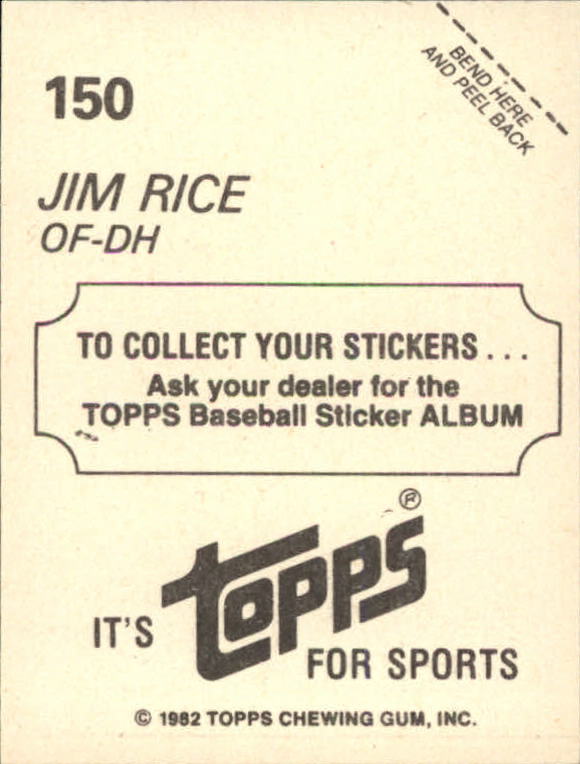 150
BEND HERE
AND PEEL BACK
JIM RICE
OF-DH
TO COLLECT YOUR STICKERS...
Ask your dealer for the
TOPPS Baseball Sticker ALBUM
IT'S TOPPS®
FOR SPORTS
© 1982 TOPPS CHEWING GUM, INC.